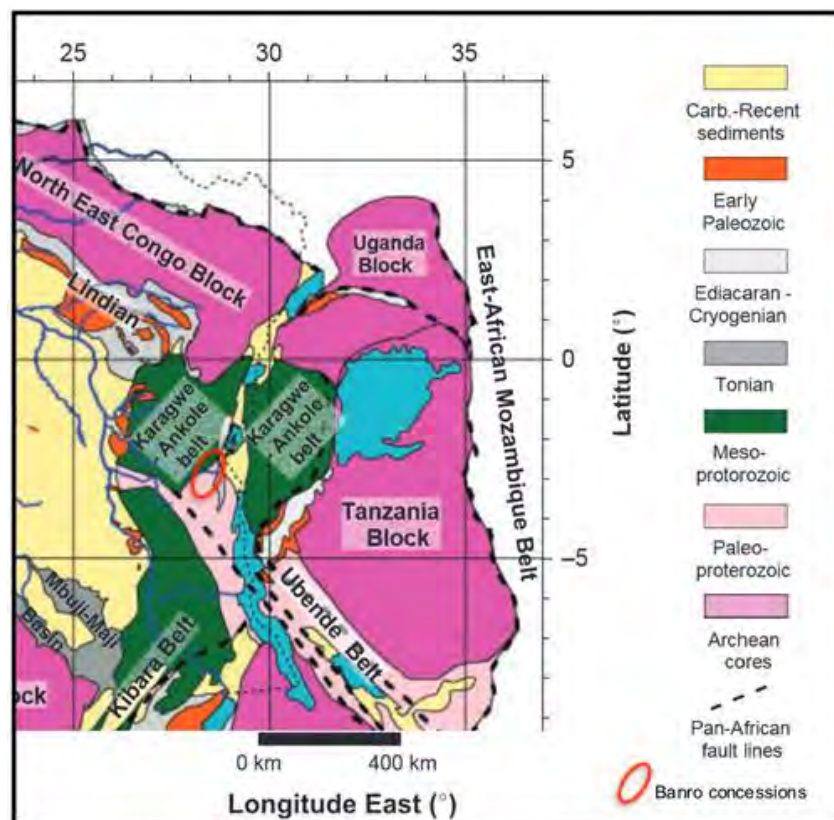 25
30
35
5
0
–5
North East Congo Block
Lindian
Uganda
Block
East-African Mozambique Belt
Karagwe
Ankole
belt
Karagwe
Ankole
belt
Tanzania
Block
Ubende Belt
Mbuji-Maji
Basin
Kibara Belt
ock
0 km
400 km
Longitude East (°)
Latitude (°)
Carb.-Recent
sediments
Early
Paleozoic
Ediacaran -
Cryogenian
Tonian
Meso-
protorozoic
Paleo-
proterozoic
Archean
cores
Pan-African
fault lines
Banro concessions